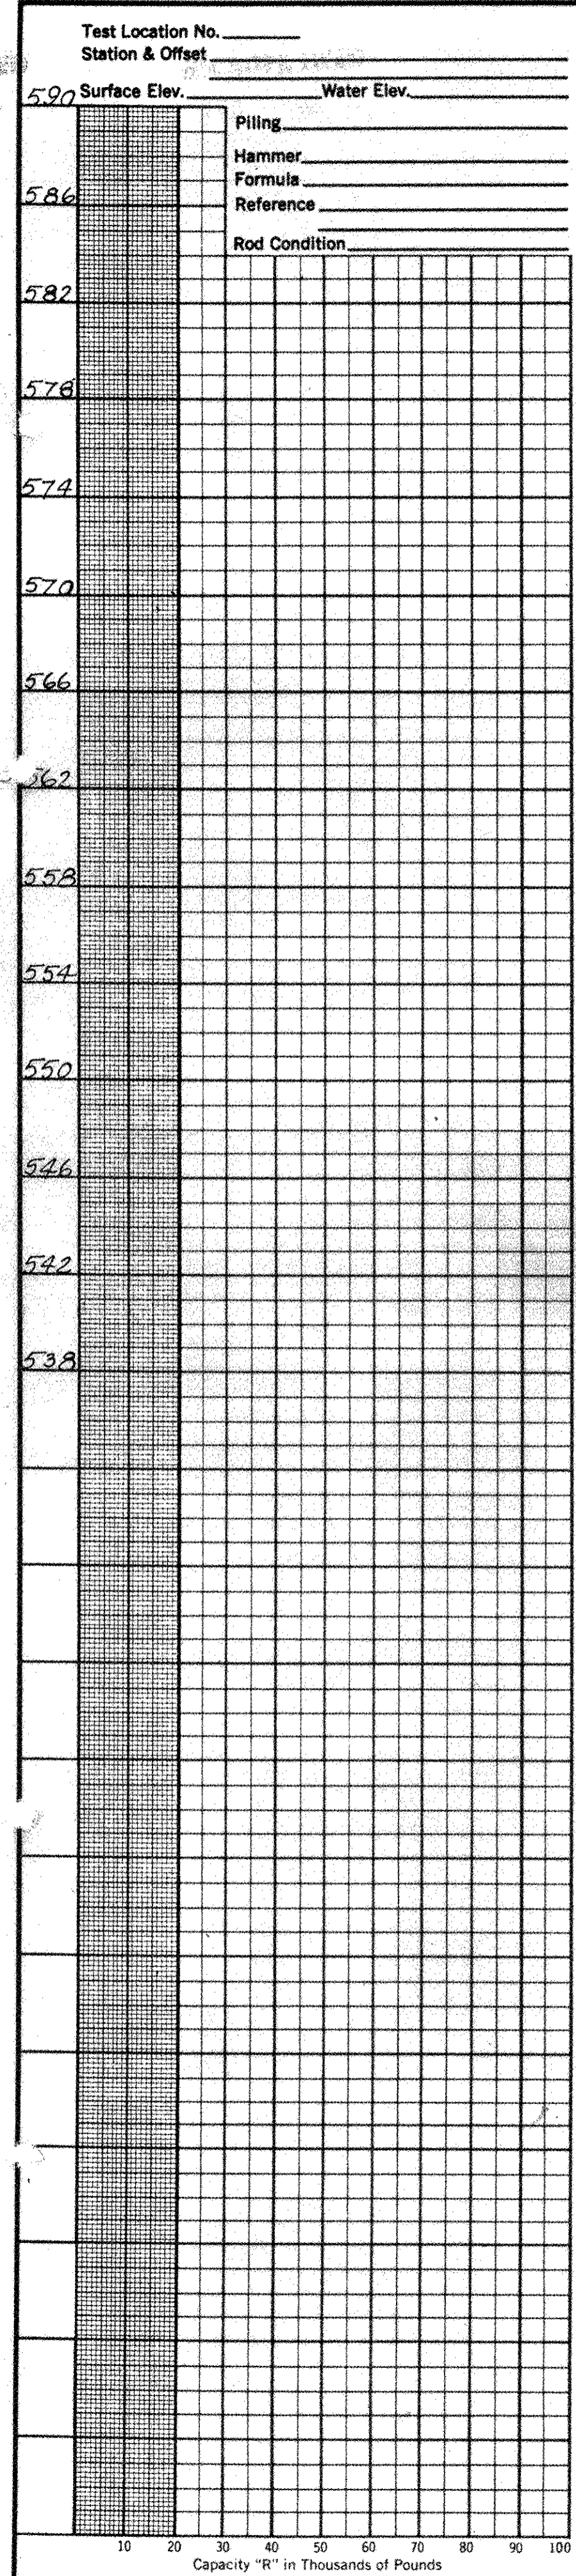 Test Location No.
Station & Offset
590 Surface Elev. Water Elev.
Piling
Hammer
Formula
586 Reference
Rod Condition
582
578
574
570
566
562
558
554
550
546
542
538
10 20 30 40 50 60 70 80 90 100
Capacity "R" in Thousands of Pounds